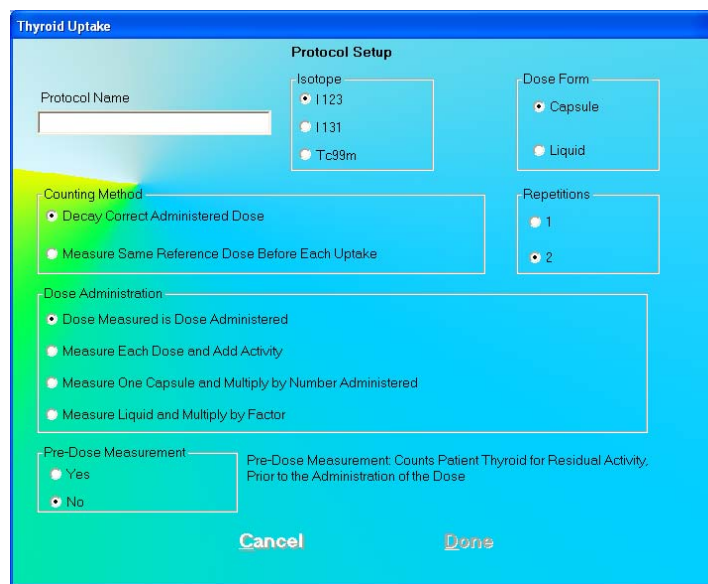 Thyroid Uptake
Protocol Setup
Protocol Name
Isotope
I123
I131
Tc99m
Dose Form
Capsule
Liquid
Counting Method
Decay Correct Administered Dose
Measure Same Reference Dose Before Each Uptake
Repetitions
1
2
Dose Administration
Dose Measured is Dose Administered
Measure Each Dose and Add Activity
Measure One Capsule and Multiply by Number Administered
Measure Liquid and Multiply by Factor
Pre-Dose Measurement
Yes
No
Pre-Dose Measurement: Counts Patient Thyroid for Residual Activity,
Prior to the Administration of the Dose
Cancel
Done